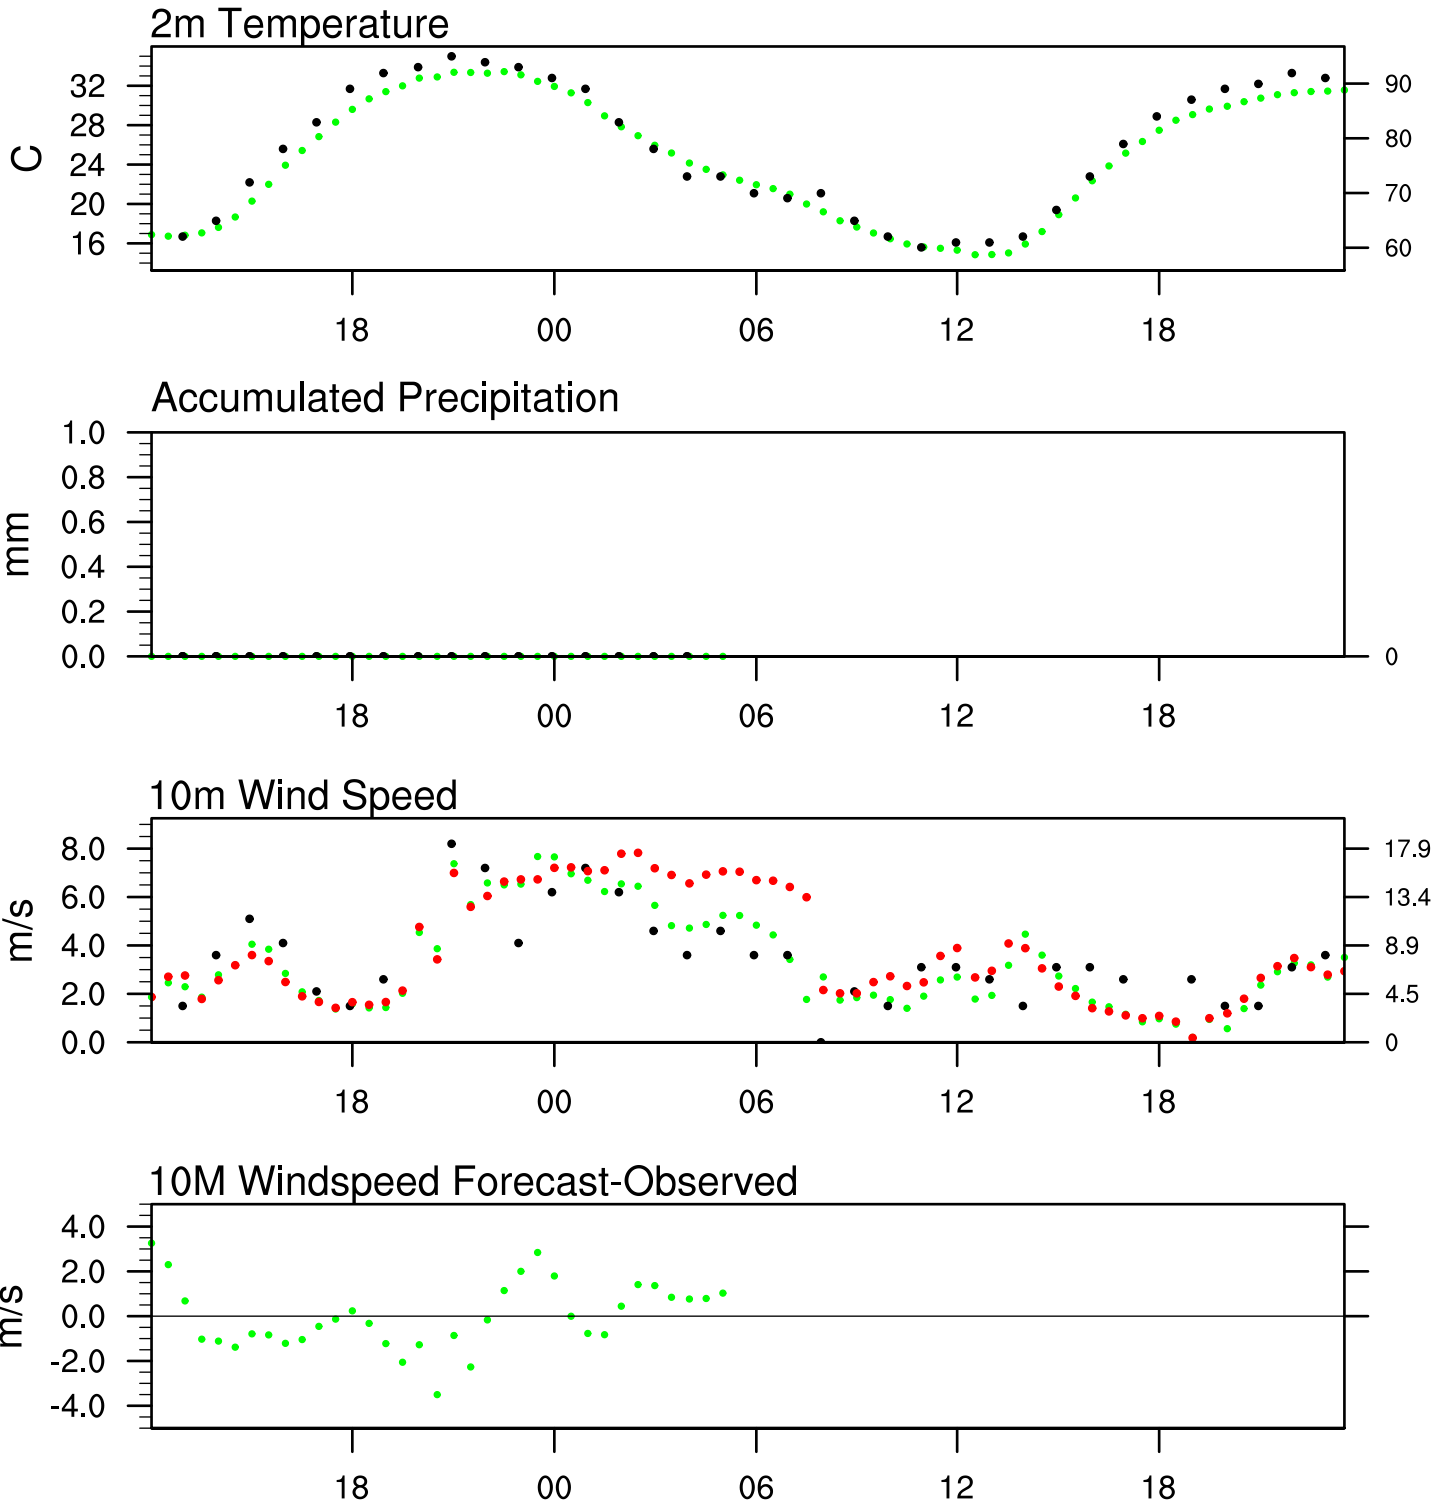 2m Temperature
C
32
28
24
20
16
90
80
70
60
18 00 06 12 18
Accumulated Precipitation
mm
1.0
0.8
0.6
0.4
0.2
0.0
0
18 00 06 12 18
10m Wind Speed
m/s
8.0
6.0
4.0
2.0
0.0
17.9
13.4
8.9
4.5
0
18 00 06 12 18
10M Windspeed Forecast-Observed
m/s
4.0
2.0
0.0
-2.0
-4.0
18 00 06 12 18